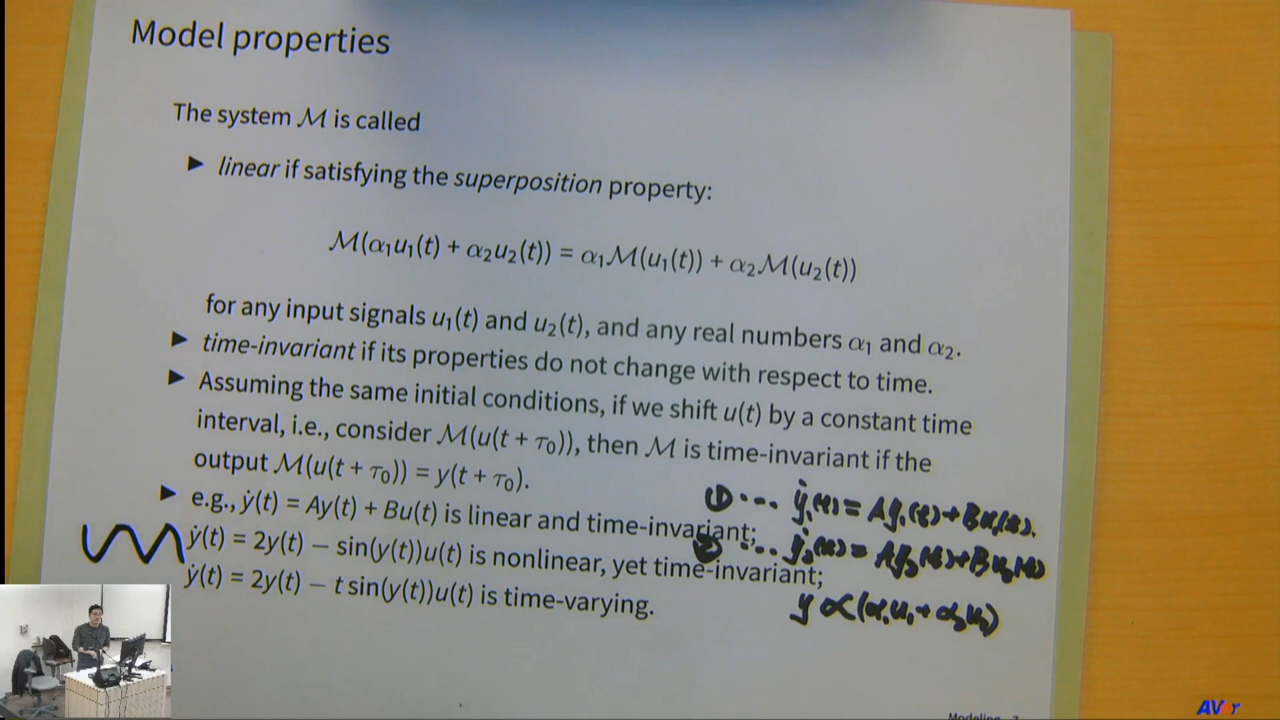 Model properties
The system ℳ is called
▶ linear if satisfying the superposition property:
ℳ(α₁u₁(t) + α₂u₂(t)) = α₁ℳ(u₁(t)) + α₂ℳ(u₂(t))
for any input signals u₁(t) and u₂(t), and any real numbers α₁ and α₂.
▶ time-invariant if its properties do not change with respect to time.
▶ Assuming the same initial conditions, if we shift u(t) by a constant time
interval, i.e., consider ℳ(u(t + τ₀)), then ℳ is time-invariant if the
output ℳ(u(t + τ₀)) = y(t + τ₀).
▶ e.g., ẏ(t) = Ay(t) + Bu(t) is linear and time-invariant;
ẏ(t) = 2y(t) − sin(y(t))u(t) is nonlinear, yet time-invariant;
ẏ(t) = 2y(t) − t sin(y(t))u(t) is time-varying.
① ... ẏ₁(t) = Ay₁(t) + Bu₁(t).
② ... ẏ₂(t) = Ay₂(t) + Bu₂(t)
y ∝ (α₁u₁ + α₂u₂)
Modeling
AVer